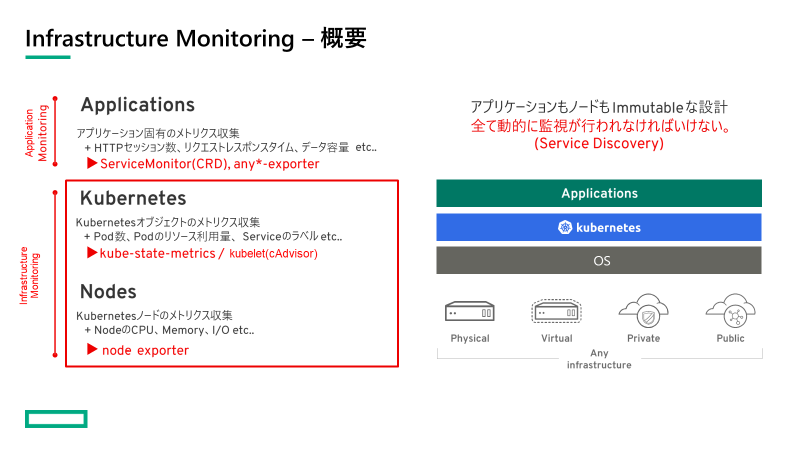 Infrastructure Monitoring – 概要
Application
Monitoring
Applications
アプリケーション固有のメトリクス収集
+ HTTPセッション数、リクエストレスポンスタイム、データ容量 etc..
▶ServiceMonitor(CRD), any*-exporter
Infrastructure
Monitoring
Kubernetes
Kubernetesオブジェクトのメトリクス収集
+ Pod数、Podのリソース利用量、Serviceのラベル etc..
▶kube-state-metrics / kubelet(cAdvisor)
Nodes
Kubernetesノードのメトリクス収集
+ NodeのCPU、Memory、I/O etc..
▶ node exporter
アプリケーションもノードもImmutableな設計
全て動的に監視が行われなければいけない。
(Service Discovery)
Applications
kubernetes
OS
Physical
Virtual
Private
Public
Any
infrastructure